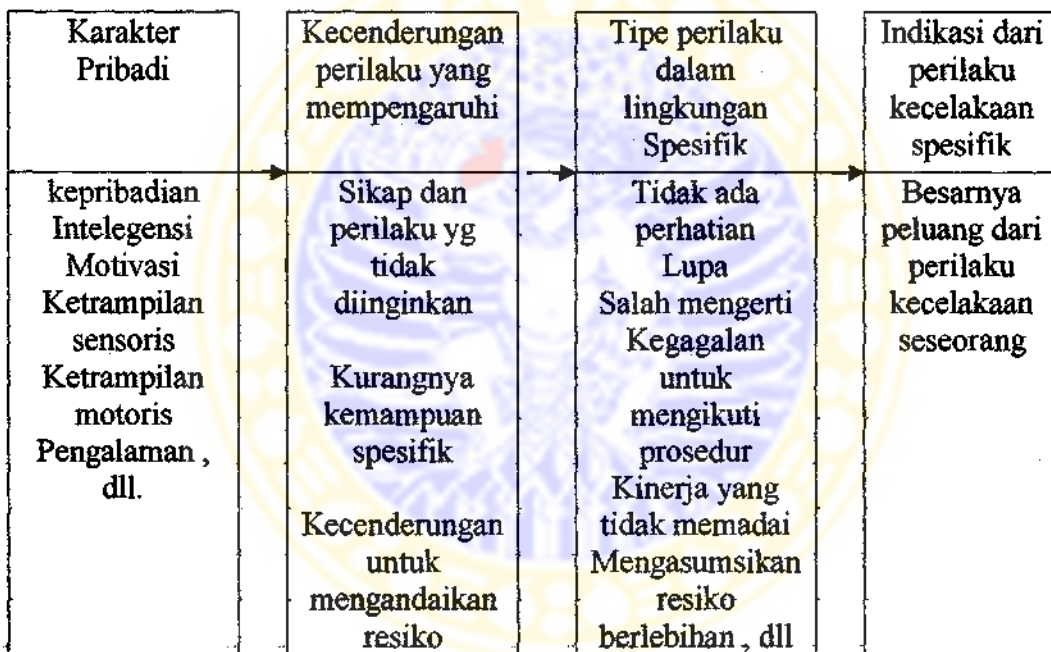 Karakter
Pribadi
kepribadian
Intelegensi
Motivasi
Ketrampilan
sensoris
Ketrampilan
motoris
Pengalaman ,
dll.
Kecenderungan
perilaku yang
mempengaruhi
Sikap dan
perilaku yg
tidak
diinginkan
Kurangnya
kemampuan
spesifik
Kecenderungan
untuk
mengandaikan
resiko
Tipe perilaku
dalam
lingkungan
Spesifik
Tidak ada
perhatian
Lupa
Salah mengerti
Kegagalan
untuk
mengikuti
prosedur
Kinerja yang
tidak memadai
Mengasumsikan
resiko
berlebihan , dll
Indikasi dari
perilaku
kecelakaan
spesifik
Besarnya
peluang dari
perilaku
kecelakaan
seseorang